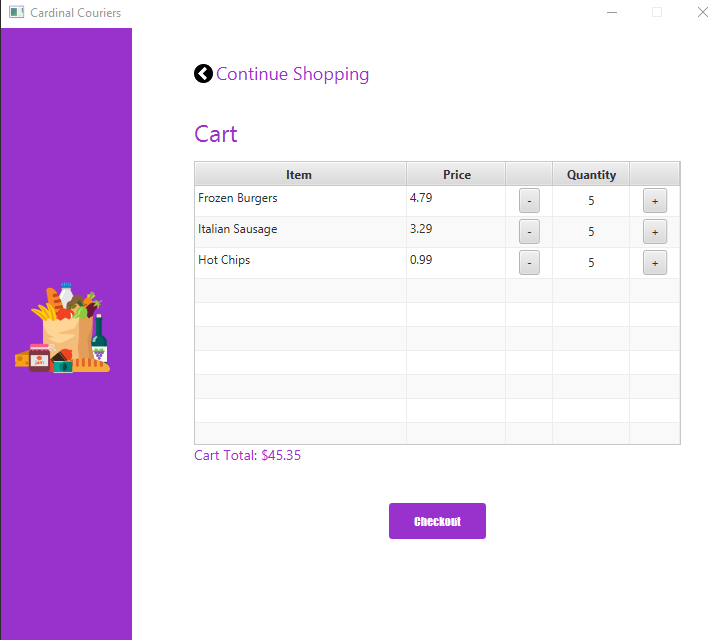 Cardinal Couriers
Continue Shopping
Cart
Item Price Quantity
Frozen Burgers 4.79 - 5 +
Italian Sausage 3.29 - 5 +
Hot Chips 0.99 - 5 +
Cart Total: $45.35
Checkout